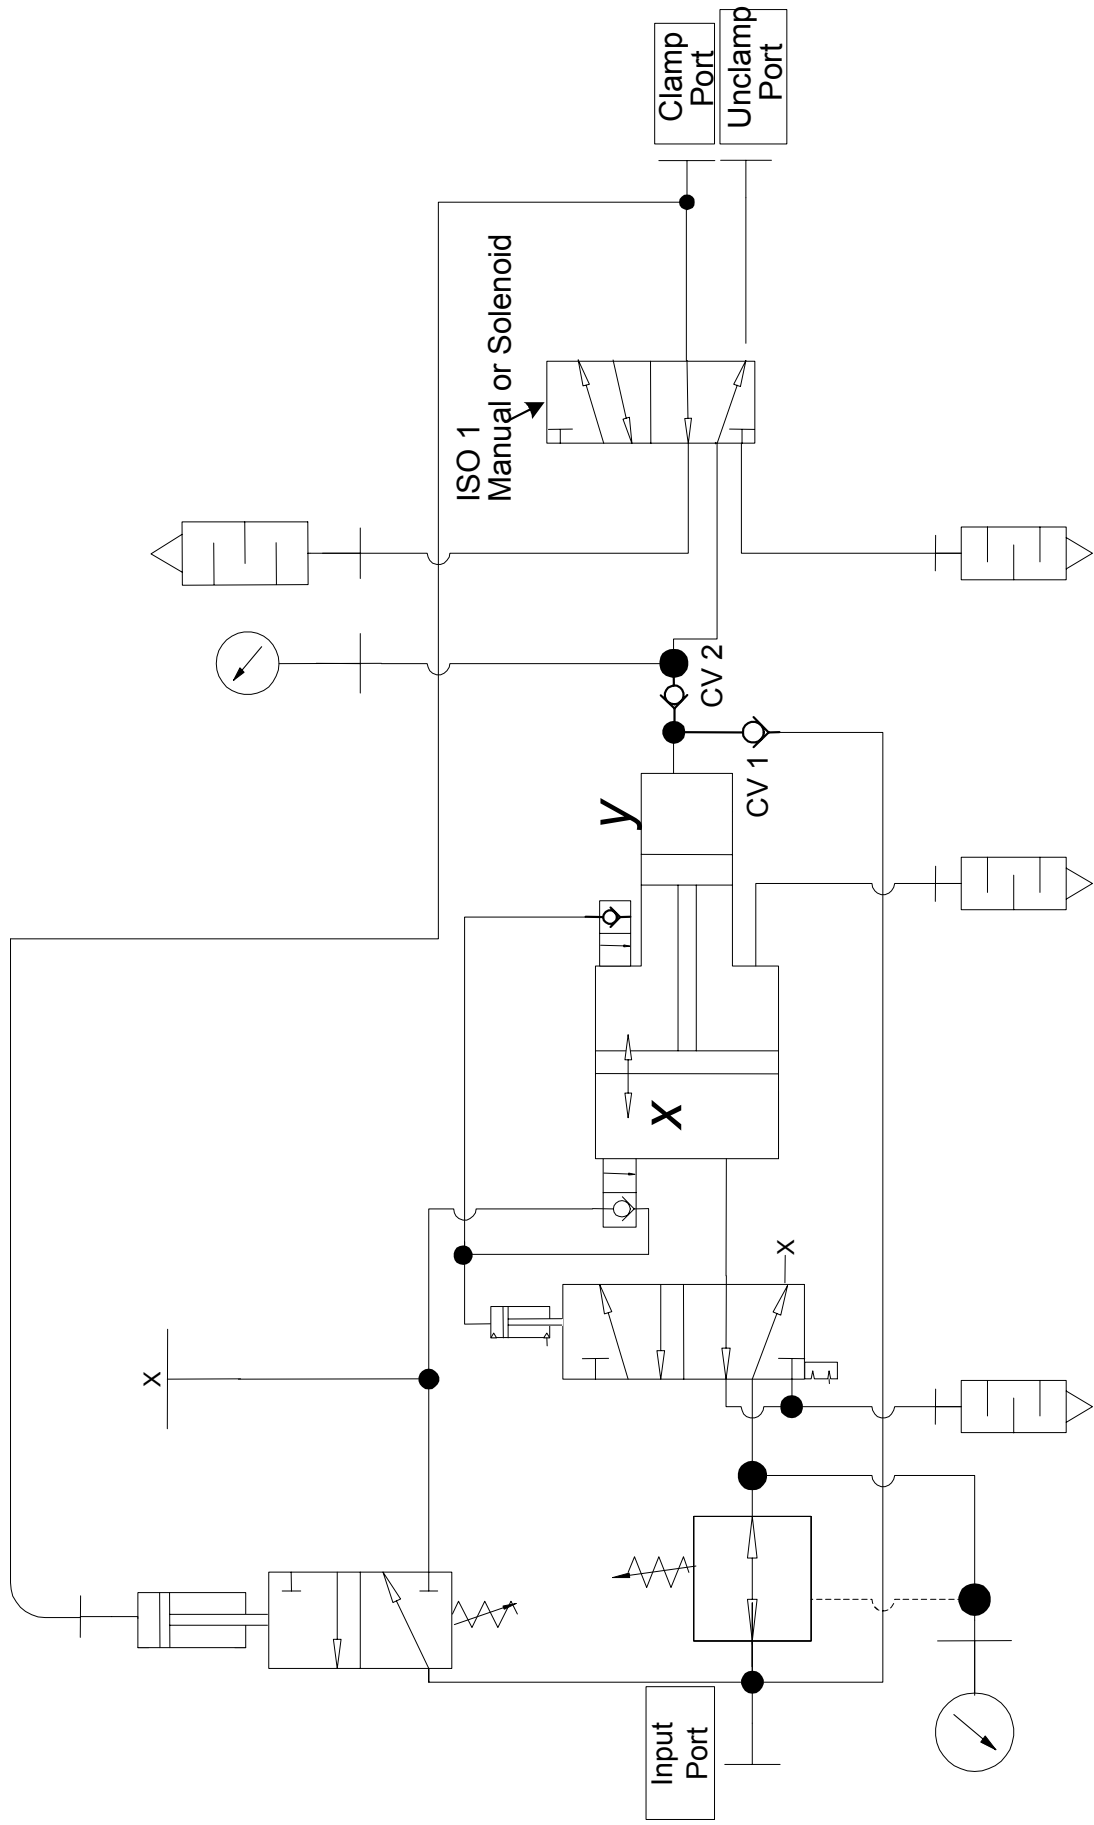 Clamp
Port
Unclamp
Port
ISO 1
Manual or Solenoid
CV 2
CV 1
y
x
X
X
Input
Port